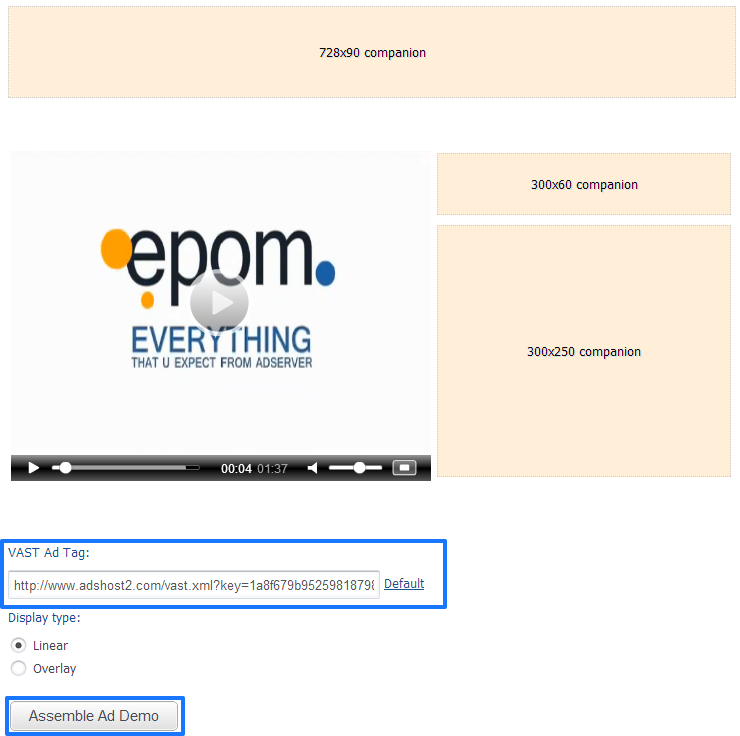 728x90 companion
300x60 companion
epom.
EVERYTHING
THAT U EXPECT FROM ADSERVER
300x250 companion
00:04 01:37
VAST Ad Tag:
http://www.adshost2.com/vast.xml?key=1a8f679b9525981879
Default
Display type:
Linear
Overlay
Assemble Ad Demo